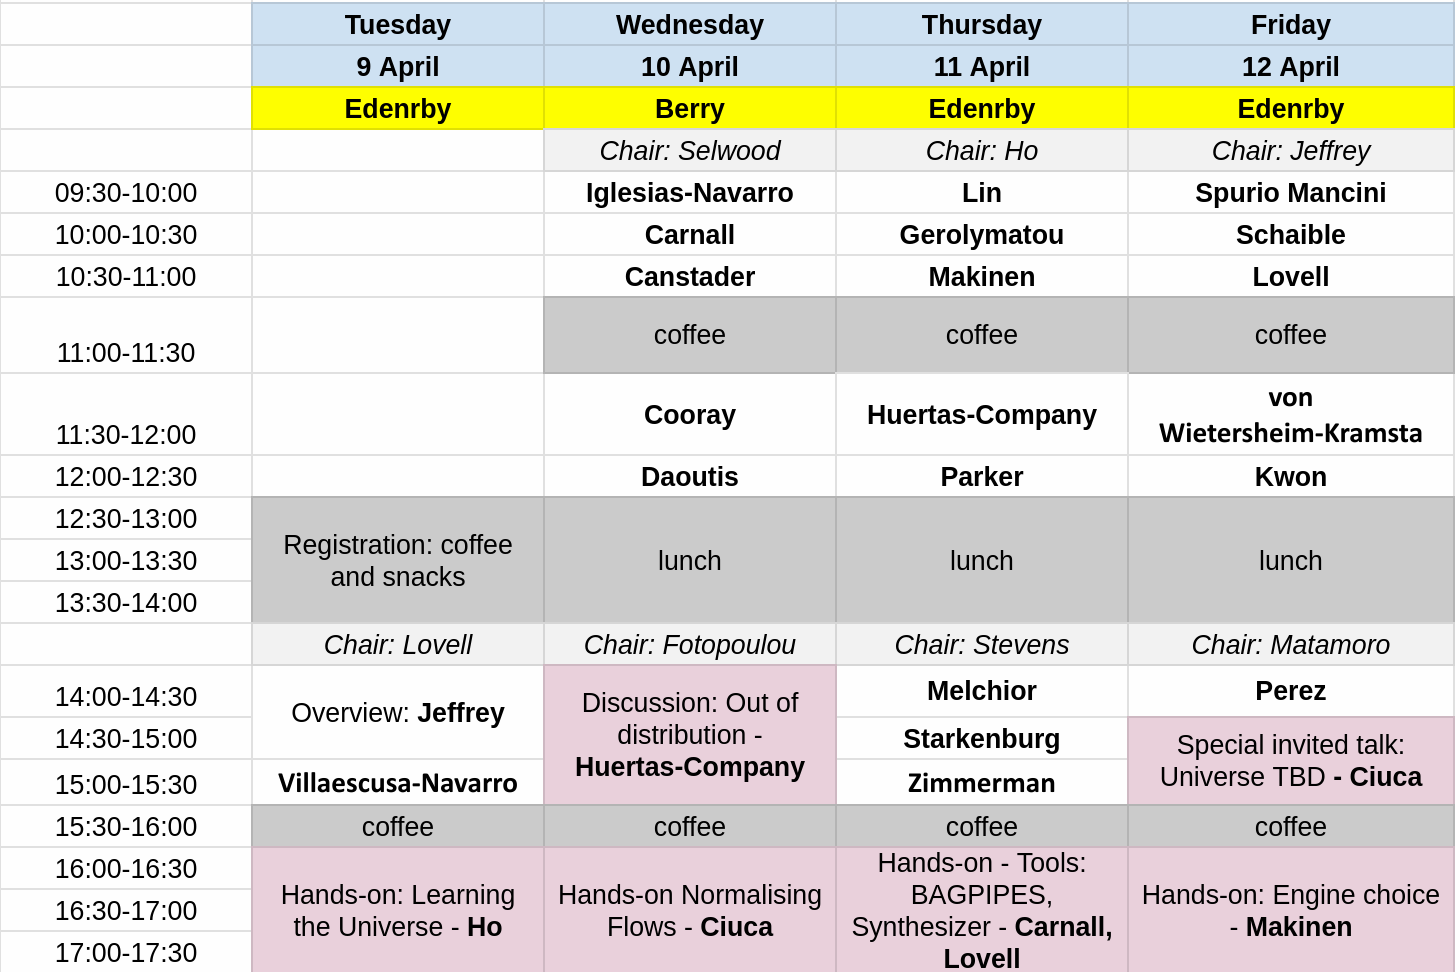 Tuesday Wednesday Thursday Friday
9 April 10 April 11 April 12 April
Edenrby Berry Edenrby Edenrby
Chair: Selwood Chair: Ho Chair: Jeffrey
09:30-10:00 Iglesias-Navarro Lin Spurio Mancini
10:00-10:30 Carnall Gerolymatou Schaible
10:30-11:00 Canstader Makinen Lovell
11:00-11:30 coffee coffee coffee
11:30-12:00 Cooray Huertas-Company von
Wietersheim-Kramsta
12:00-12:30 Daoutis Parker Kwon
12:30-13:00
13:00-13:30
13:30-14:00
Registration: coffee
and snacks
lunch
lunch
lunch
Chair: Lovell Chair: Fotopoulou Chair: Stevens Chair: Matamoro
14:00-14:30
14:30-15:00
15:00-15:30
Overview: Jeffrey
Villaescusa-Navarro
Discussion: Out of
distribution -
Huertas-Company
Melchior
Starkenburg
Zimmerman
Perez
Special invited talk:
Universe TBD - Ciuca
15:30-16:00 coffee coffee coffee coffee
16:00-16:30
16:30-17:00
17:00-17:30
Hands-on: Learning
the Universe - Ho
Hands-on Normalising
Flows - Ciuca
Hands-on - Tools:
BAGPIPES,
Synthesizer - Carnall,
Lovell
Hands-on: Engine choice
- Makinen